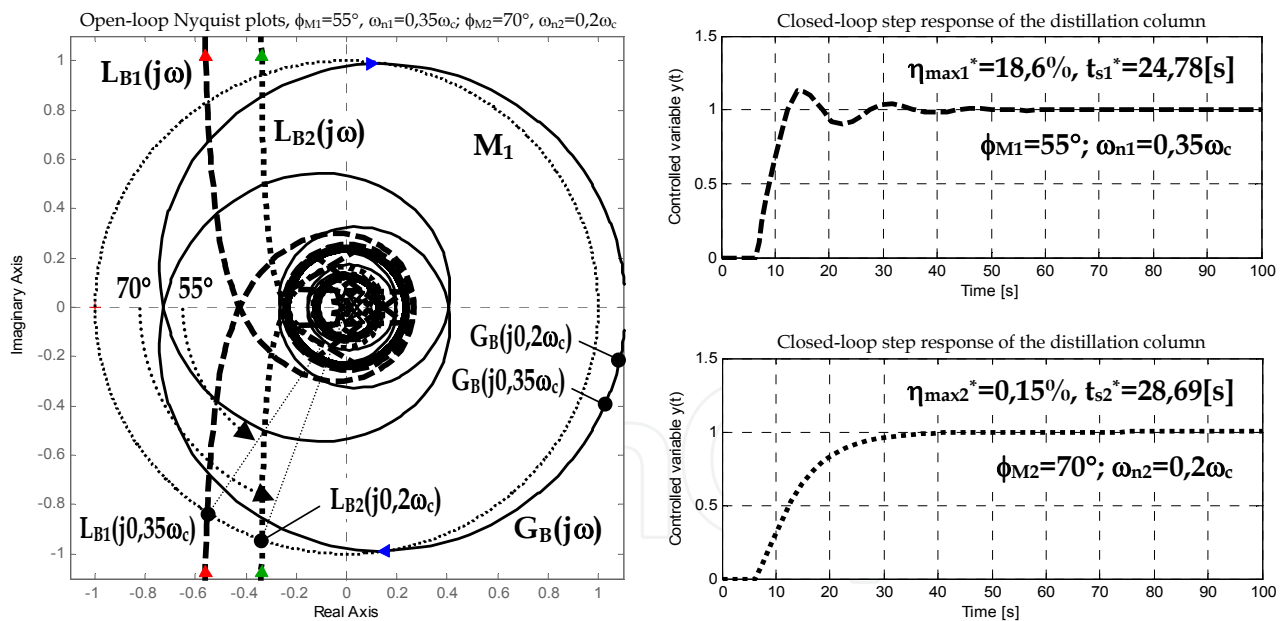 Open-loop Nyquist plots, ϕM1=55°, ωn1=0,35ωc; ϕM2=70°, ωn2=0,2ωc
Imaginary Axis
1
0.8
0.6
0.4
0.2
0
-0.2
-0.4
-0.6
-0.8
-1
LB1(jω)
LB2(jω)
M1
70°
55°
GB(j0,2ωc)
GB(j0,35ωc)
LB2(j0,2ωc)
LB1(j0,35ωc)
GB(jω)
-1 -0.8 -0.6 -0.4 -0.2 0 0.2 0.4 0.6 0.8 1
Real Axis
Closed-loop step response of the distillation column
Controlled variable y(t)
1.5
1
0.5
0
ηmax1*=18,6%, ts1*=24,78[s]
ϕM1=55°; ωn1=0,35ωc
0 10 20 30 40 50 60 70 80 90 100
Time [s]
Closed-loop step response of the distillation column
Controlled variable y(t)
1.5
1
0.5
0
ηmax2*=0,15%, ts2*=28,69[s]
ϕM2=70°; ωn2=0,2ωc
0 10 20 30 40 50 60 70 80 90 100
Time [s]